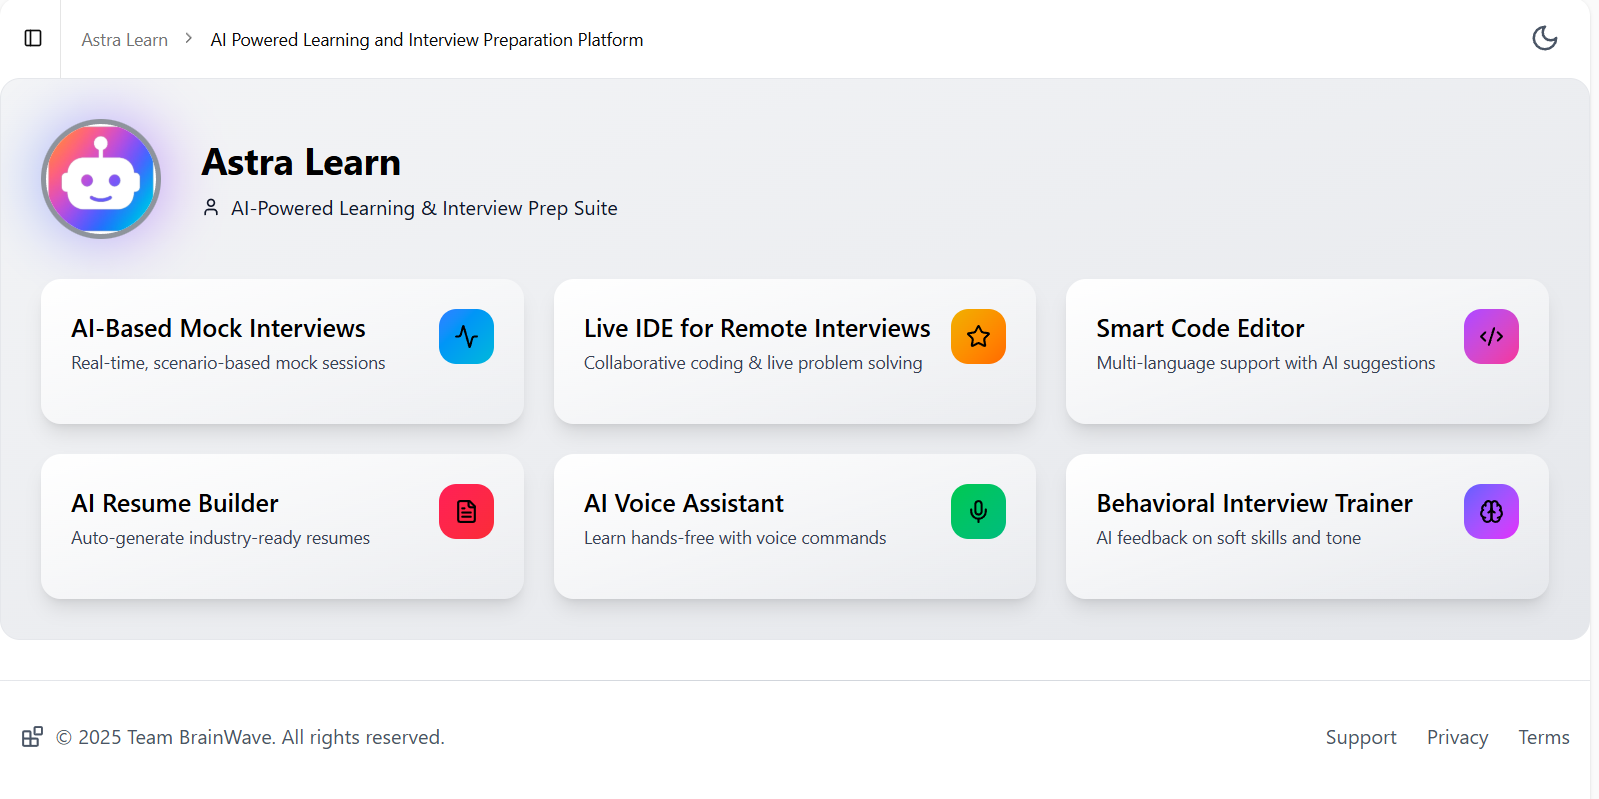 Astra Learn > AI Powered Learning and Interview Preparation Platform
Astra Learn
AI-Powered Learning & Interview Prep Suite
AI-Based Mock Interviews
Real-time, scenario-based mock sessions
Live IDE for Remote Interviews
Collaborative coding & live problem solving
Smart Code Editor
Multi-language support with AI suggestions
AI Resume Builder
Auto-generate industry-ready resumes
AI Voice Assistant
Learn hands-free with voice commands
Behavioral Interview Trainer
AI feedback on soft skills and tone
© 2025 Team BrainWave. All rights reserved.
Support Privacy Terms